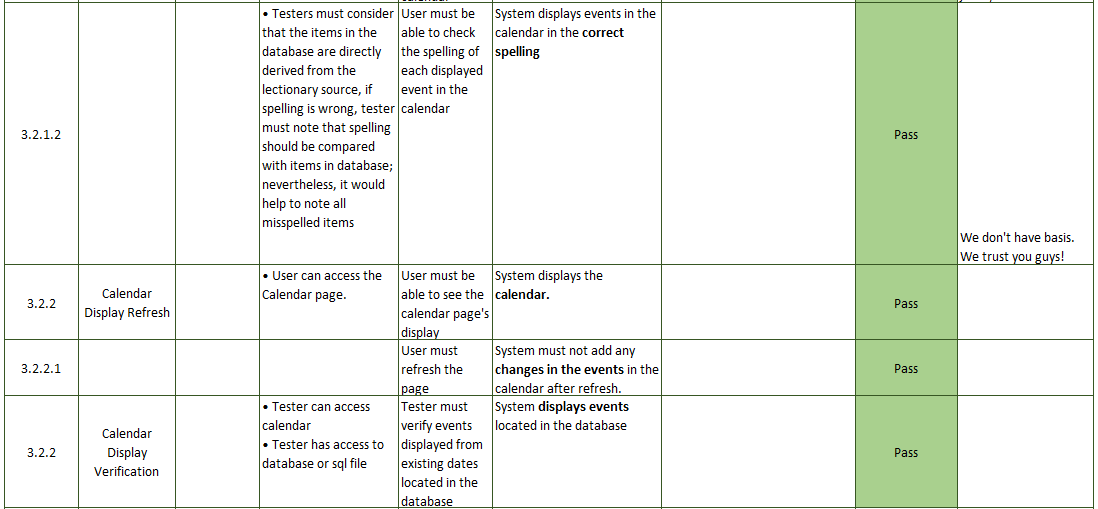 3.2.1.2
• Testers must consider
that the items in the
database are directly
derived from the
lectionary source, if
spelling is wrong, tester
must note that spelling
should be compared
with items in database;
nevertheless, it would
help to note all
misspelled items
User must be
able to check
the spelling of
each displayed
event in the
calendar
System displays events in the
calendar in the correct
spelling
Pass
We don't have basis.
We trust you guys!
3.2.2
Calendar
Display Refresh
• User can access the
Calendar page.
User must be
able to see the
calendar page's
display
System displays the
calendar.
Pass
3.2.2.1
User must
refresh the
page
System must not add any
changes in the events in the
calendar after refresh.
Pass
3.2.2
Calendar
Display
Verification
• Tester can access
calendar
• Tester has access to
database or sql file
Tester must
verify events
displayed from
existing dates
located in the
database
System displays events
located in the database
Pass